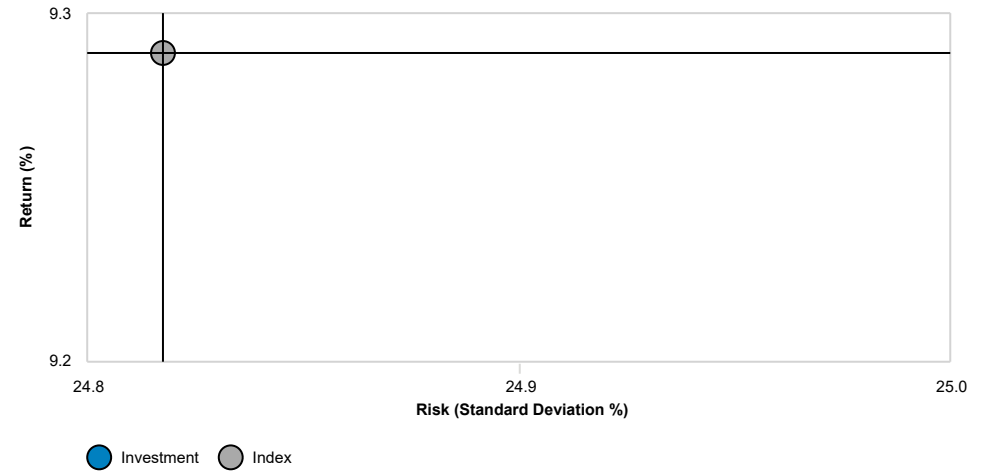 9.3
Return (%)
9.2
24.8 24.9 25.0
Risk (Standard Deviation %)
Investment Index